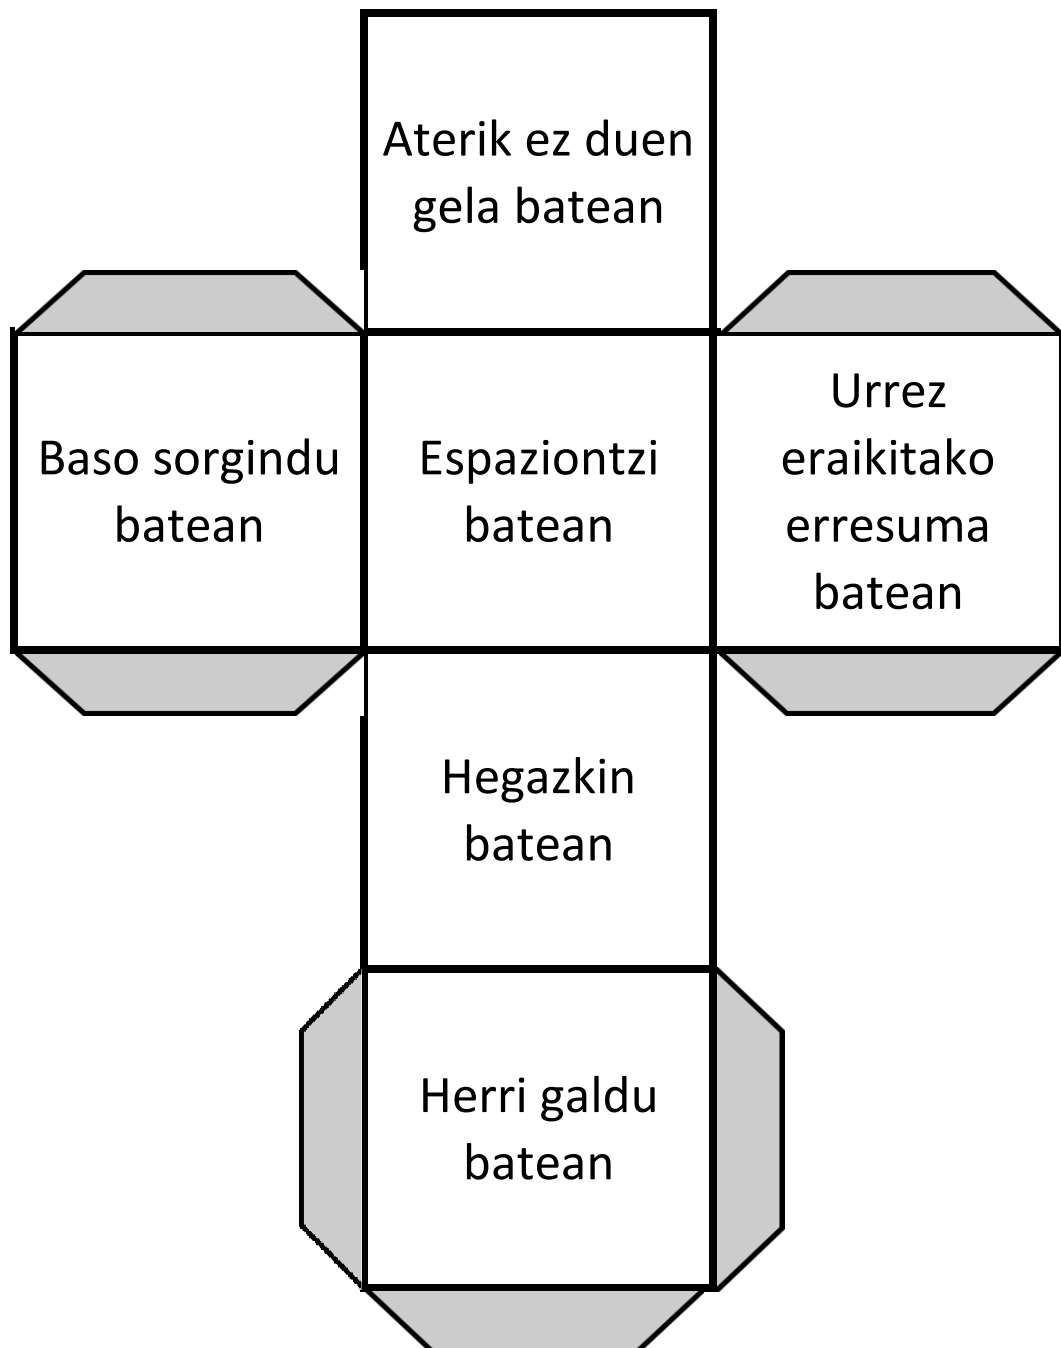 Aterik ez duen
gela batean
Baso sorgindu
batean
Espaziontzi
batean
Urrez
eraikitako
erresuma
batean
Hegazkin
batean
Herri galdu
batean